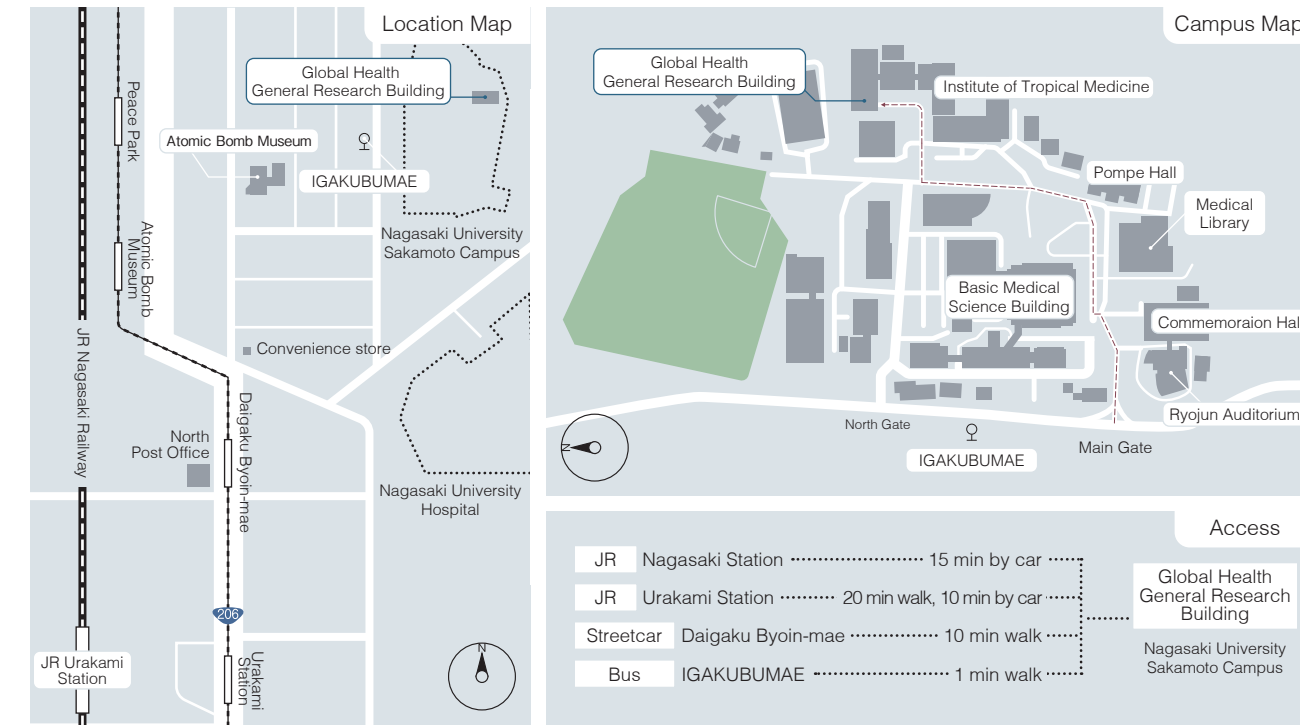 Location Map
Global Health
General Research Building
Peace Park
Atomic Bomb Museum
IGAKUBUMAE
Nagasaki University
Sakamoto Campus
Atomic Bomb
Museum
JR Nagasaki Railway
Convenience store
Daigaku Byoin-mae
North
Post Office
Nagasaki University
Hospital
206
JR Urakami
Station
Urakami
Station
N
Campus Map
Global Health
General Research Building
Institute of Tropical Medicine
Pompe Hall
Medical
Library
Basic Medical
Science Building
Commemoraion Hal
Ryojun Auditorium
North Gate
IGAKUBUMAE
Main Gate
N
Access
JR Nagasaki Station 15 min by car
JR Urakami Station 20 min walk, 10 min by car
Streetcar Daigaku Byoin-mae 10 min walk
Bus IGAKUBUMAE 1 min walk
Global Health
General Research
Building
Nagasaki University
Sakamoto Campus